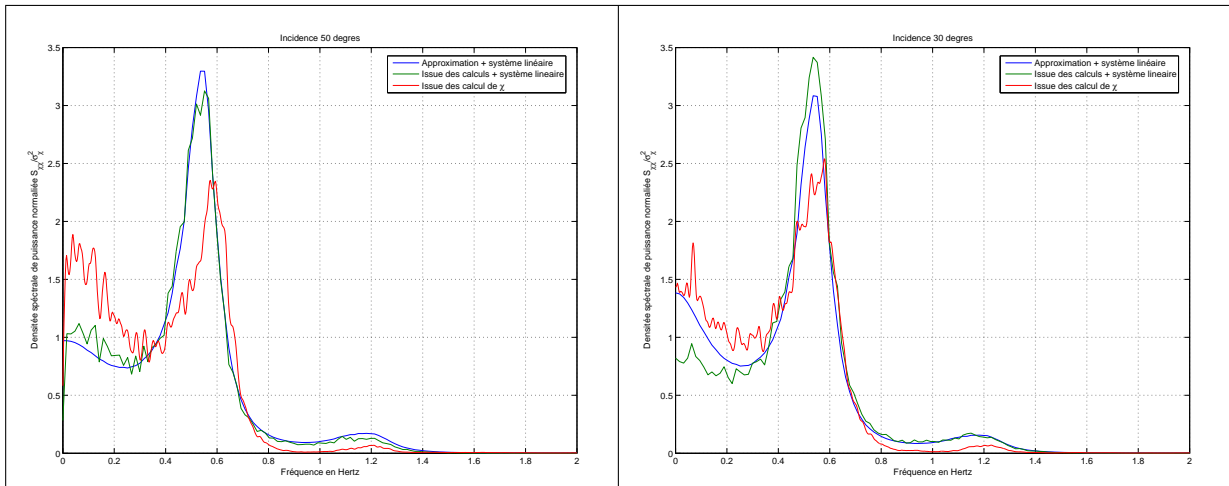 Incidence 50 degres
Approximation + système linéaire
Issue des calculs + système lineaire
Issue des calcul de χ
Densitée spéctrale de puissance normaliée S_χχ/σ²_χ
3.5
3
2.5
2
1.5
1
0.5
0
0 0.2 0.4 0.6 0.8 1 1.2 1.4 1.6 1.8 2
Fréquence en Hertz
Incidence 30 degres
Approximation + système linéaire
Issue des calculs + système linéaire
Issue des calcul de χ
Densitée spéctrale de puissance normaliée S_χχ/σ²_χ
3.5
3
2.5
2
1.5
1
0.5
0
0 0.2 0.4 0.6 0.8 1 1.2 1.4 1.6 1.8 2
Fréquence en Hertz